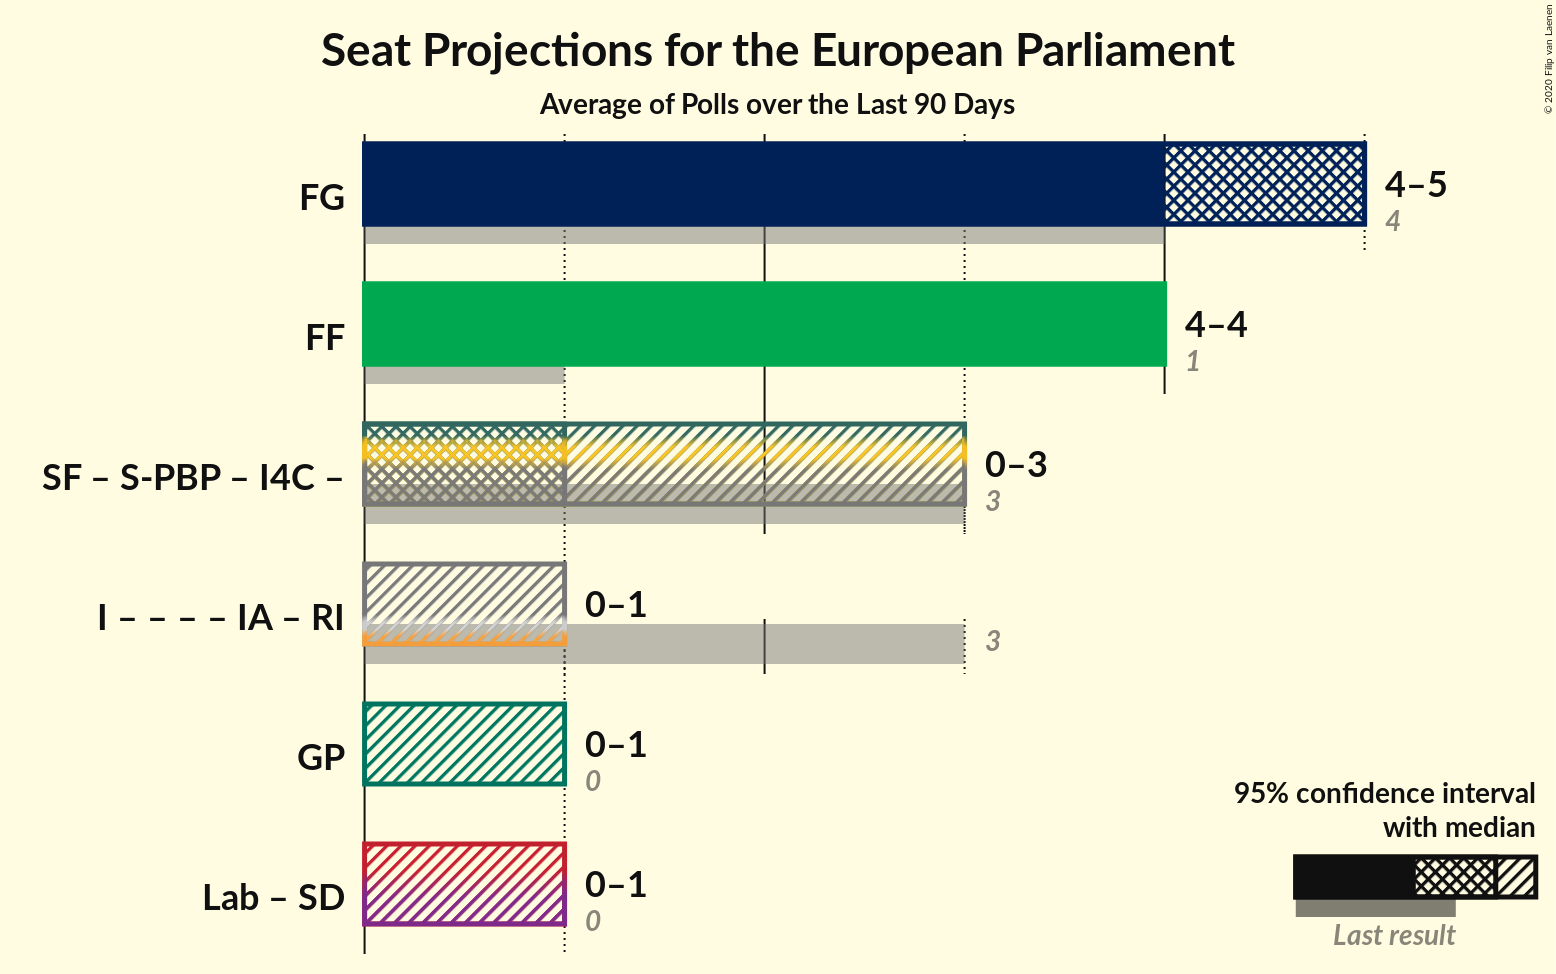 Seat Projections for the European Parliament
Average of Polls over the Last 90 Days
© 2020 Filip van Laenen
FG
4–5
4
FF
4–4
1
SF – S-PBP – I4C –
0–3
3
I – – – – IA – RI
0–1
3
GP
0–1
0
Lab – SD
0–1
0
95% confidence interval
with median
Last result